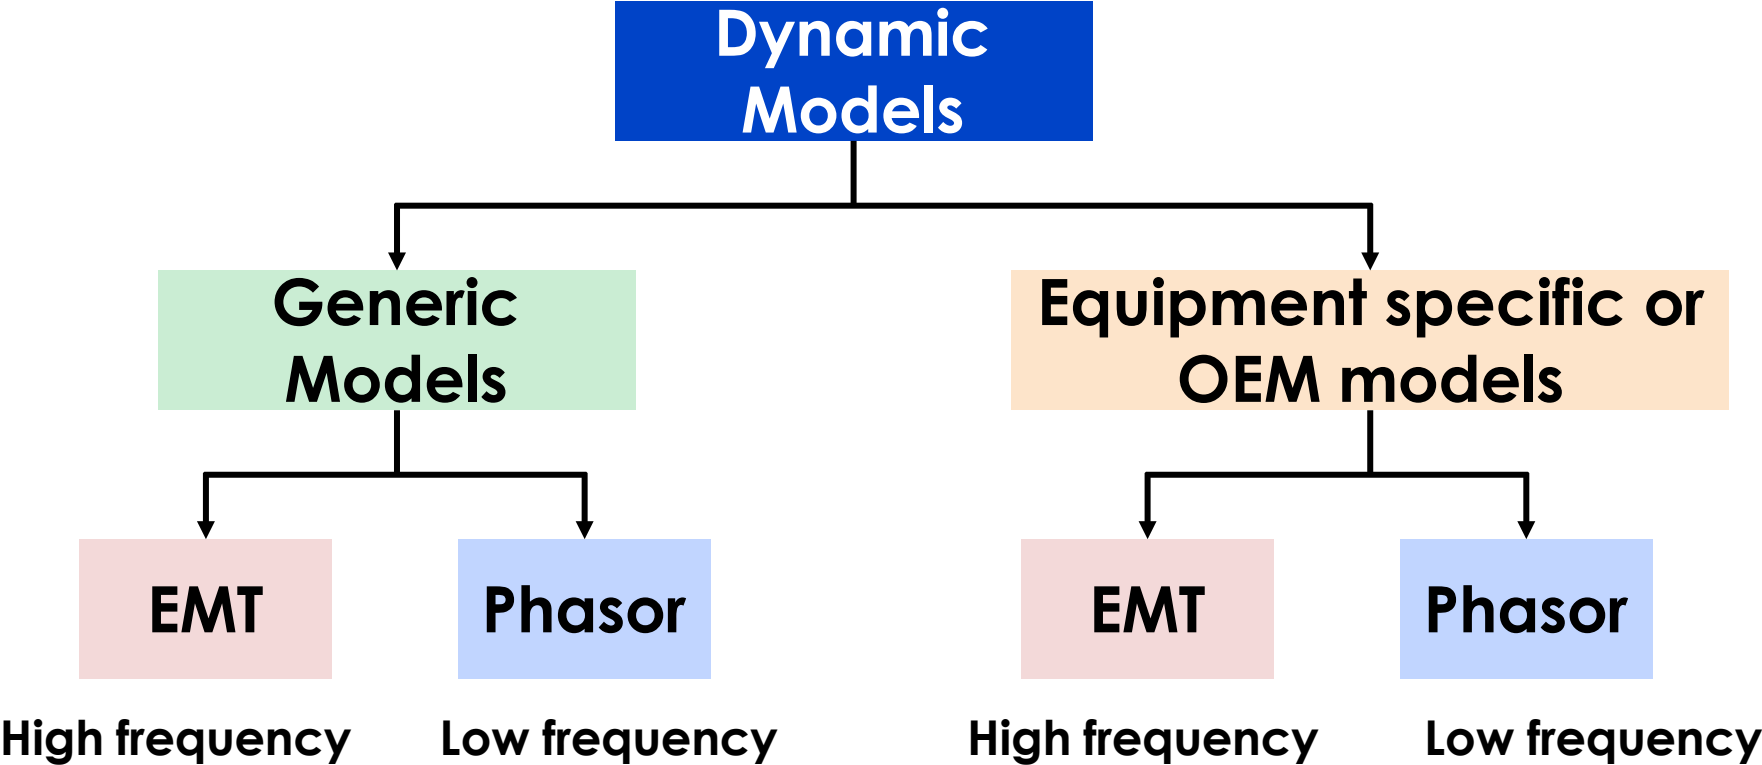 Dynamic
Models
Generic
Models
Equipment specific or
OEM models
EMT
Phasor
EMT
Phasor
High frequency
Low frequency
High frequency
Low frequency